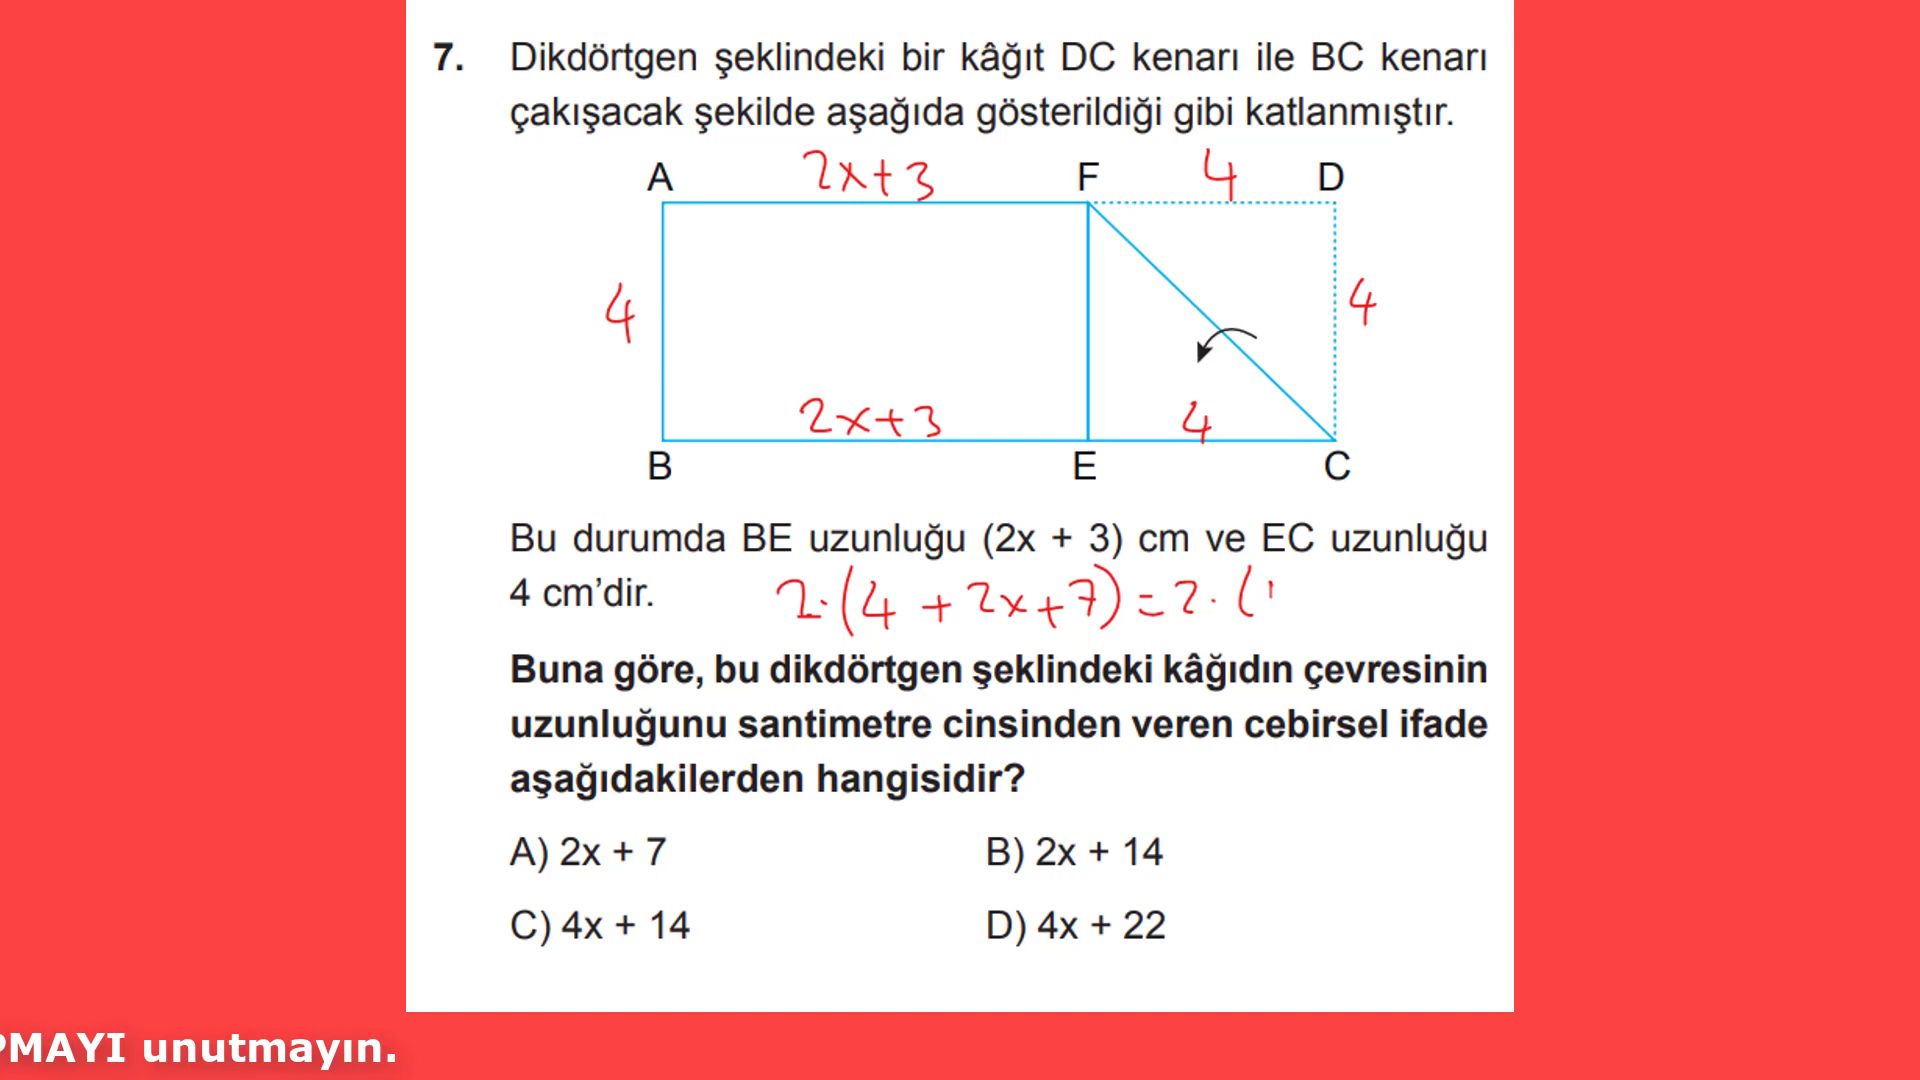 7. Dikdörtgen şeklindeki bir kâğıt DC kenarı ile BC kenarı
çakışacak şekilde aşağıda gösterildiği gibi katlanmıştır.
A 2x+3 F 4 D
4 4
2x+3 4
B E C
Bu durumda BE uzunluğu (2x + 3) cm ve EC uzunluğu
4 cm’dir. 2·(4 + 2x+7) = 2·(
Buna göre, bu dikdörtgen şeklindeki kâğıdın çevresinin
uzunluğunu santimetre cinsinden veren cebirsel ifade
aşağıdakilerden hangisidir?
A) 2x + 7 B) 2x + 14
C) 4x + 14 D) 4x + 22
PMAYI unutmayın.